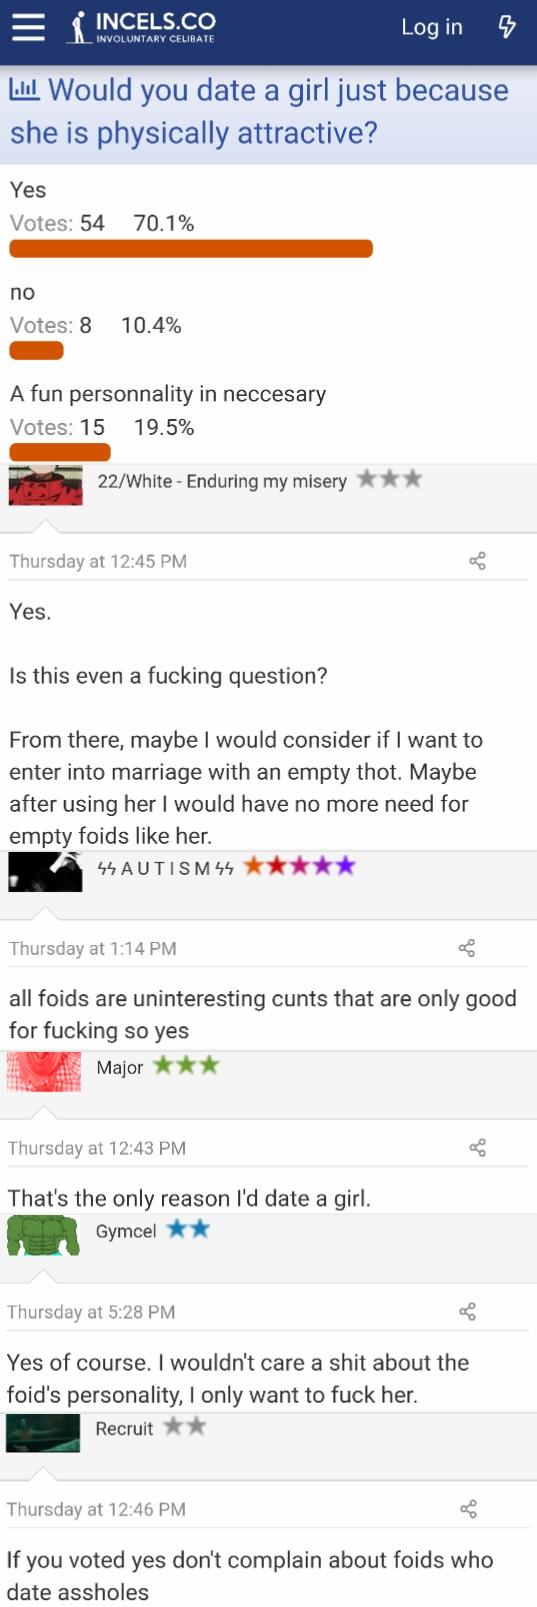 INCELS.CO
INVOLUNTARY CELIBATE
Log in
Would you date a girl just because
she is physically attractive?
Yes
Votes: 54 70.1%
no
Votes: 8 10.4%
A fun personnality in neccesary
Votes: 15 19.5%
22/White - Enduring my misery ★★★
Thursday at 12:45 PM
Yes.
Is this even a fucking question?
From there, maybe I would consider if I want to
enter into marriage with an empty thot. Maybe
after using her I would have no more need for
empty foids like her.
ϟϟ A U T I S M ϟϟ ★★★★★
Thursday at 1:14 PM
all foids are uninteresting cunts that are only good
for fucking so yes
Major ★★★
Thursday at 12:43 PM
That's the only reason I'd date a girl.
Gymcel ★★
Thursday at 5:28 PM
Yes of course. I wouldn't care a shit about the
foid's personality, I only want to fuck her.
Recruit ★★
Thursday at 12:46 PM
If you voted yes don't complain about foids who
date assholes